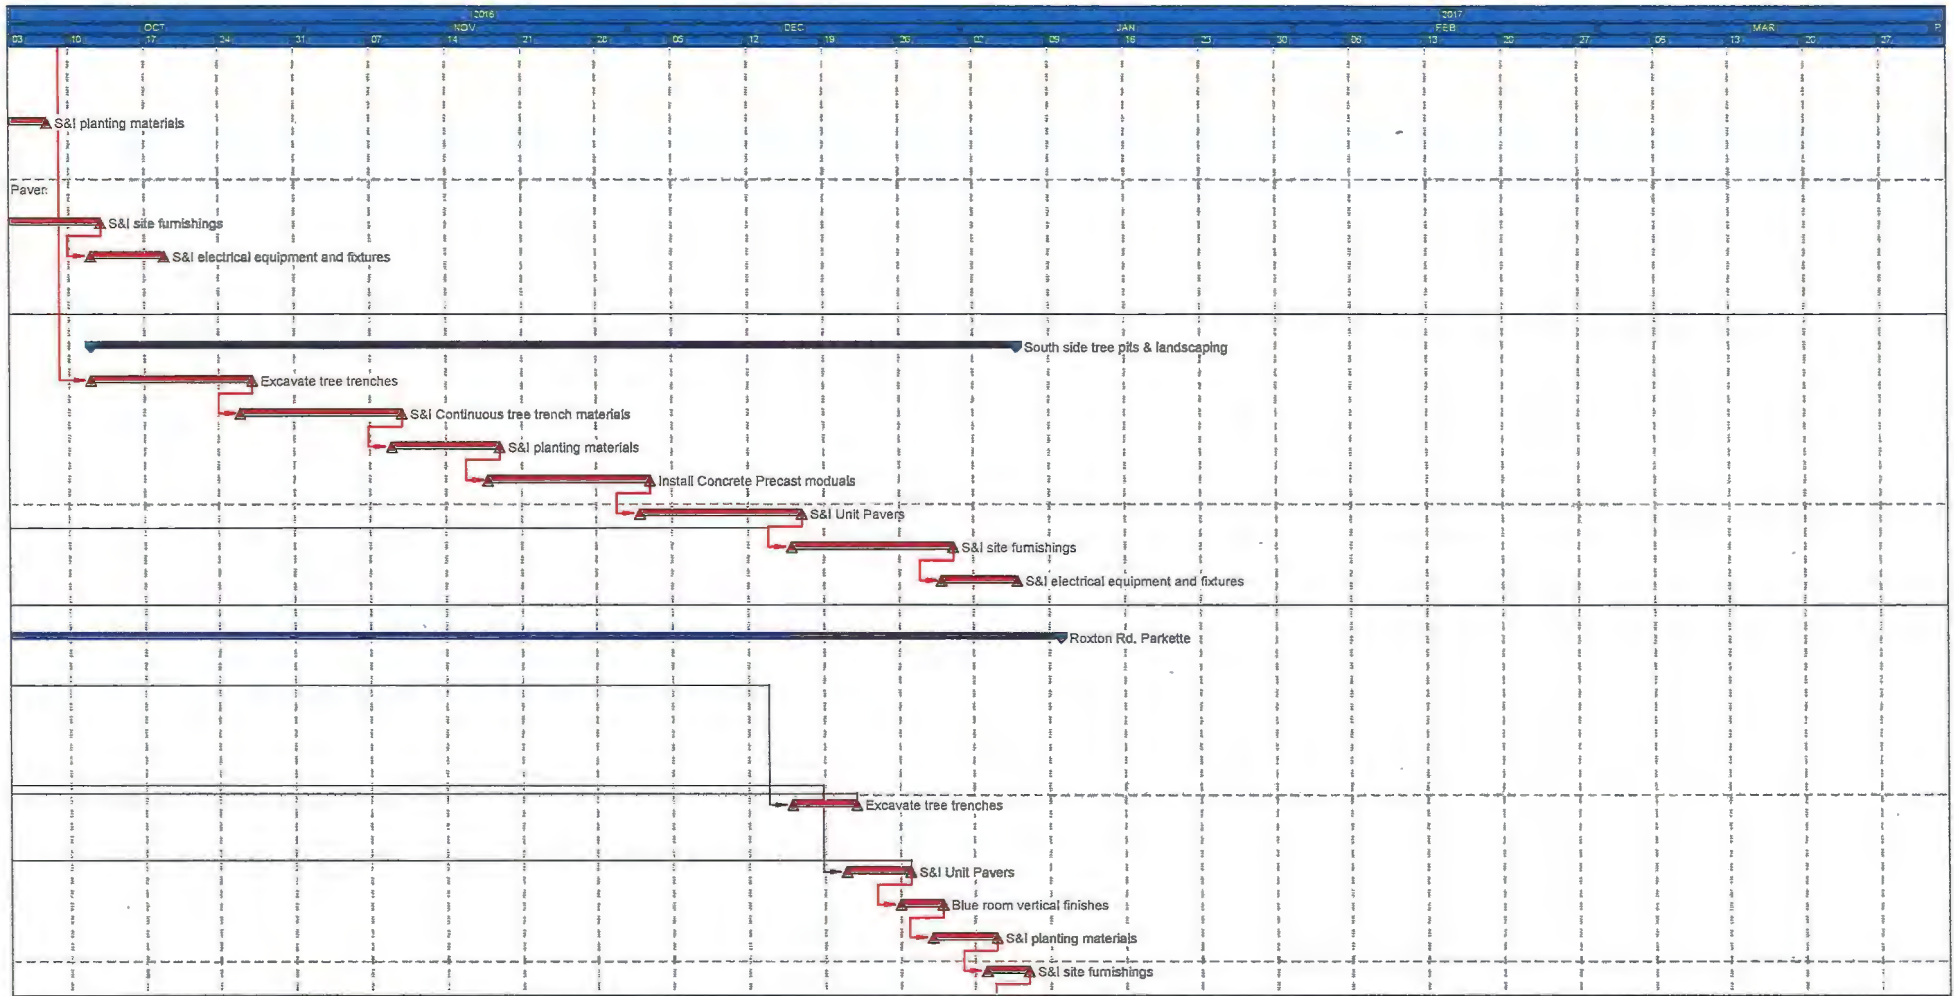 2016 2017
OCT NOV DEC JAN FEB MAR
03 10 17 24 31 07 14 21 28 05 12 19 26 02 09 16 23 30 06 13 20 27 06 13 20 27
S&I planting materials
Paver:
S&I site furnishings
S&I electrical equipment and fixtures
South side tree pits & landscaping
Excavate tree trenches
S&I Continuous tree trench materials
S&I planting materials
Install Concrete Precast moduals
S&I Unit Pavers
S&I site furnishings
S&I electrical equipment and fixtures
Roxton Rd. Parkette
Excavate tree trenches
S&I Unit Pavers
Blue room vertical finishes
S&I planting materials
S&I site furnishings